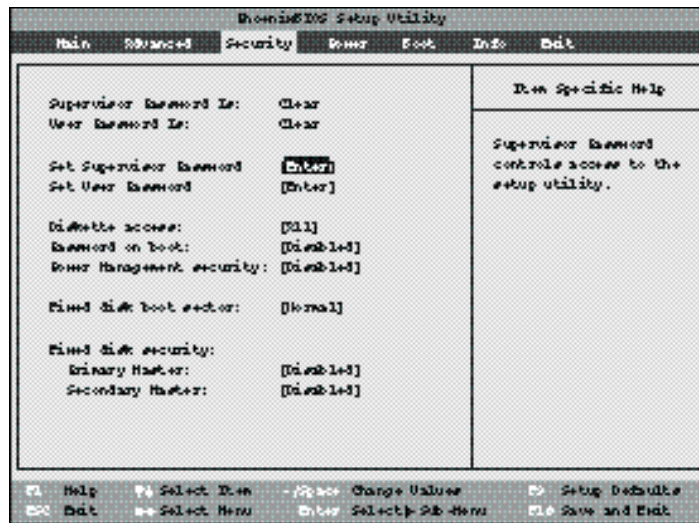 PhoenixBIOS Setup Utility
Main Advanced Security Power Boot Info Exit
Item Specific Help
Supervisor Password Is: Clear
User Password Is: Clear
Supervisor Password controls access to the setup utility.
Set Supervisor Password [Enter]
Set User Password [Enter]
Diskette access: [All]
Password on boot: [Disabled]
Power Management security: [Disabled]
Fixed disk boot sector: [Normal]
Fixed disk security:
Primary Master: [Disabled]
Secondary Master: [Disabled]
F1 Help ↑↓ Select Item -/Space Change Values F9 Setup Defaults
ESC Exit ←→ Select Menu Enter Select ▶ Sub-Menu F10 Save and Exit